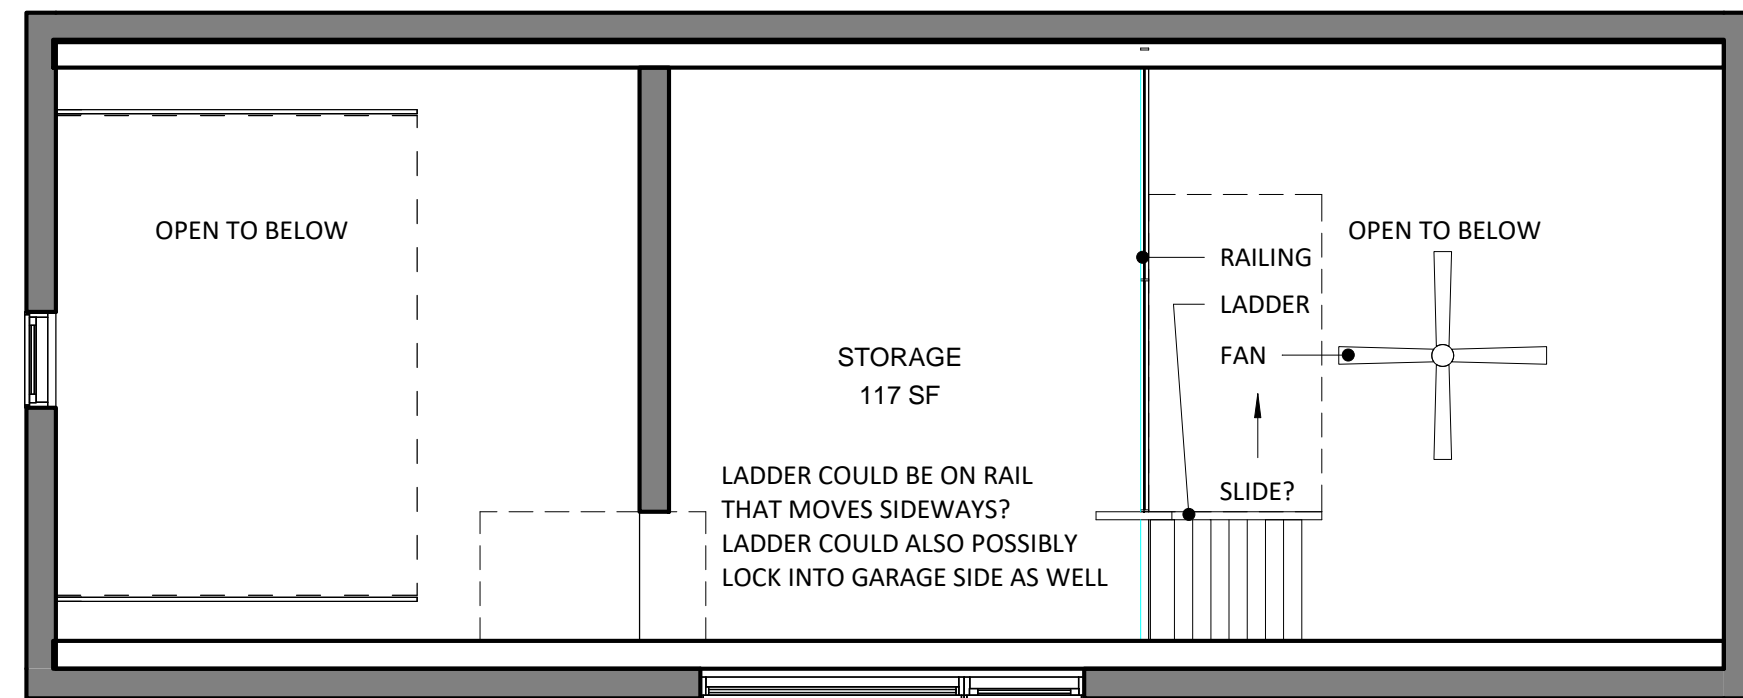 OPEN TO BELOW
OPEN TO BELOW
RAILING
LADDER
FAN
STORAGE
117 SF
LADDER COULD BE ON RAIL
THAT MOVES SIDEWAYS?
LADDER COULD ALSO POSSIBLY
LOCK INTO GARAGE SIDE AS WELL
SLIDE?